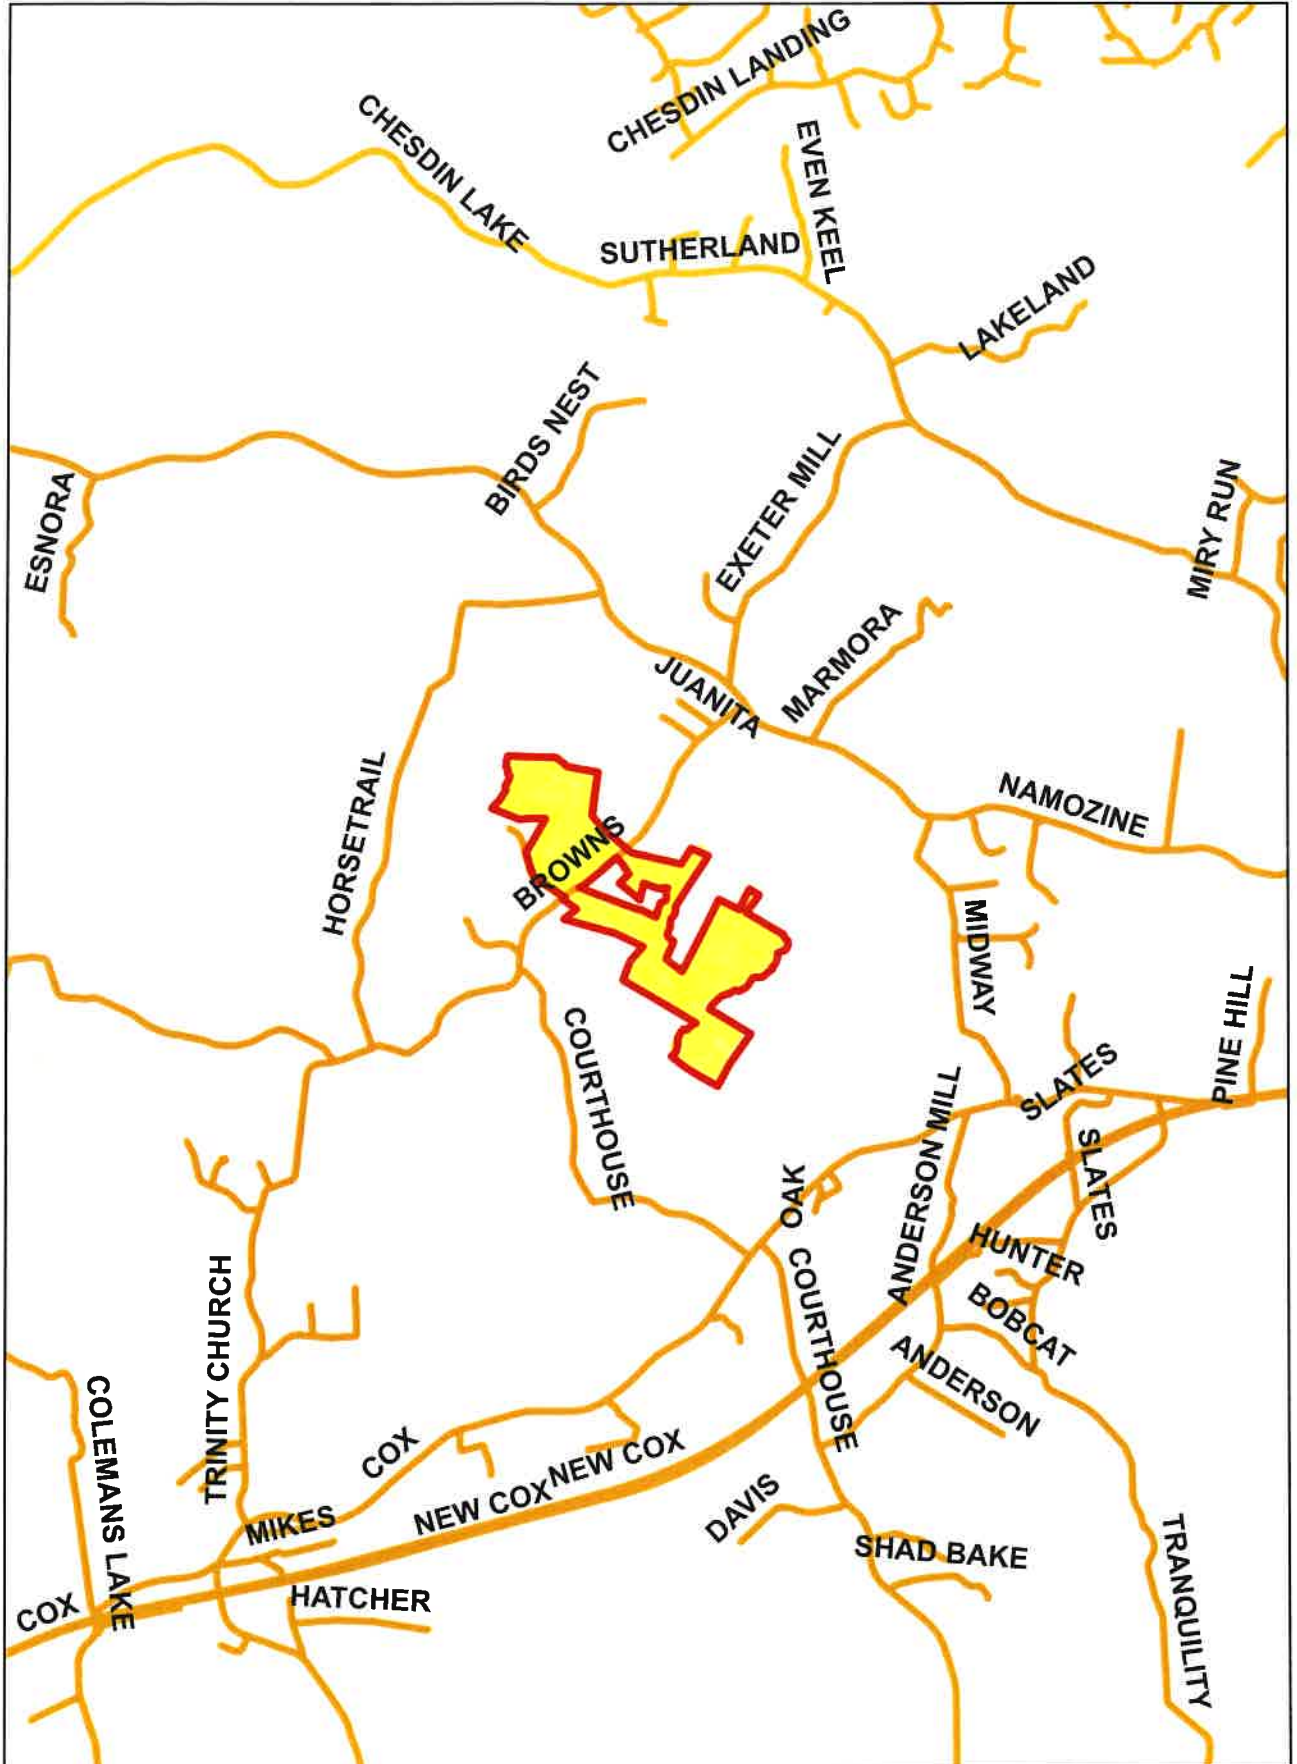 CHESDIN LANDING
CHESDIN LAKE
EVEN KEEL
SUTHERLAND
LAKELAND
BIRDS NEST
EXETER MILL
ESNORA
MIRY RUN
MARMORA
JUANITA
HORSETRAIL
NAMOZINE
BROWNS
MIDWAY
PINE HILL
COURTHOUSE
SLATES
ANDERSON MILL
SLATES
OAK
HUNTER
COURTHOUSE
BOBCAT
TRINITY CHURCH
ANDERSON
COLEMANS LAKE
COX
NEW COX
NEW COX
DAVIS
MIKES
SHAD BAKE
TRANQUILITY
HATCHER
COX